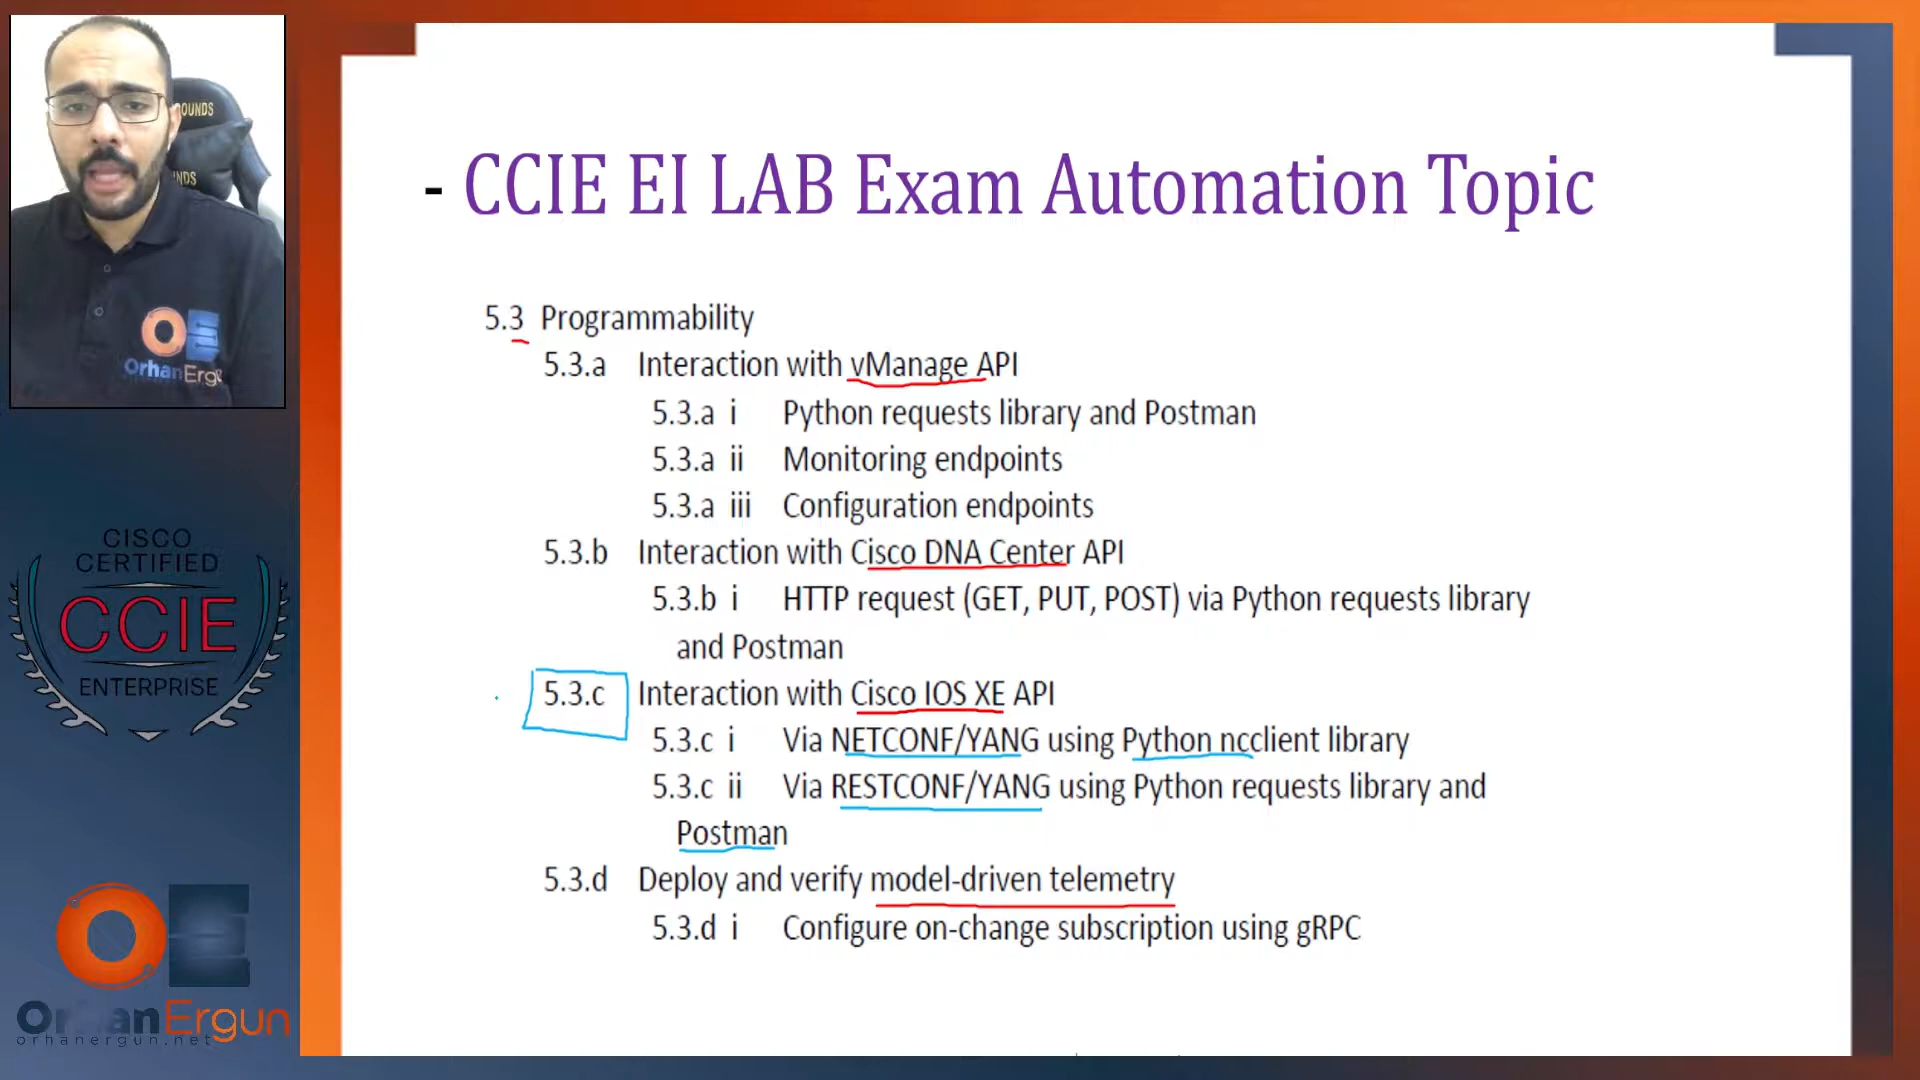 OUNDS
NDS
OE
OrhanErgu
CISCO
CERTIFIED
CCIE
ENTERPRISE
OE
OrhanErgun
orhanergun.net
- CCIE EI LAB Exam Automation Topic
5.3 Programmability
5.3.a Interaction with vManage API
5.3.a i Python requests library and Postman
5.3.a ii Monitoring endpoints
5.3.a iii Configuration endpoints
5.3.b Interaction with Cisco DNA Center API
5.3.b i HTTP request (GET, PUT, POST) via Python requests library
and Postman
5.3.c Interaction with Cisco IOS XE API
5.3.c i Via NETCONF/YANG using Python ncclient library
5.3.c ii Via RESTCONF/YANG using Python requests library and
Postman
5.3.d Deploy and verify model-driven telemetry
5.3.d i Configure on-change subscription using gRPC